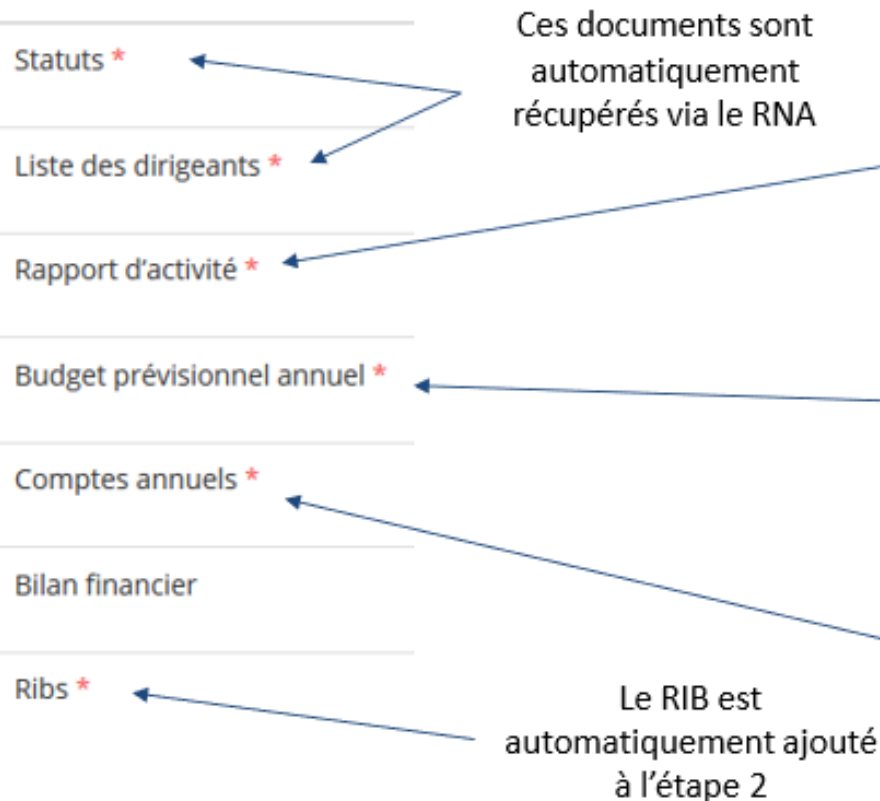 Statuts *
Ces documents sont
automatiquement
récupérés via le RNA
Liste des dirigeants *
Rapport d'activité *
Budget prévisionnel annuel *
Comptes annuels *
Bilan financier
Ribs *
Le RIB est
automatiquement ajouté
à l'étape 2